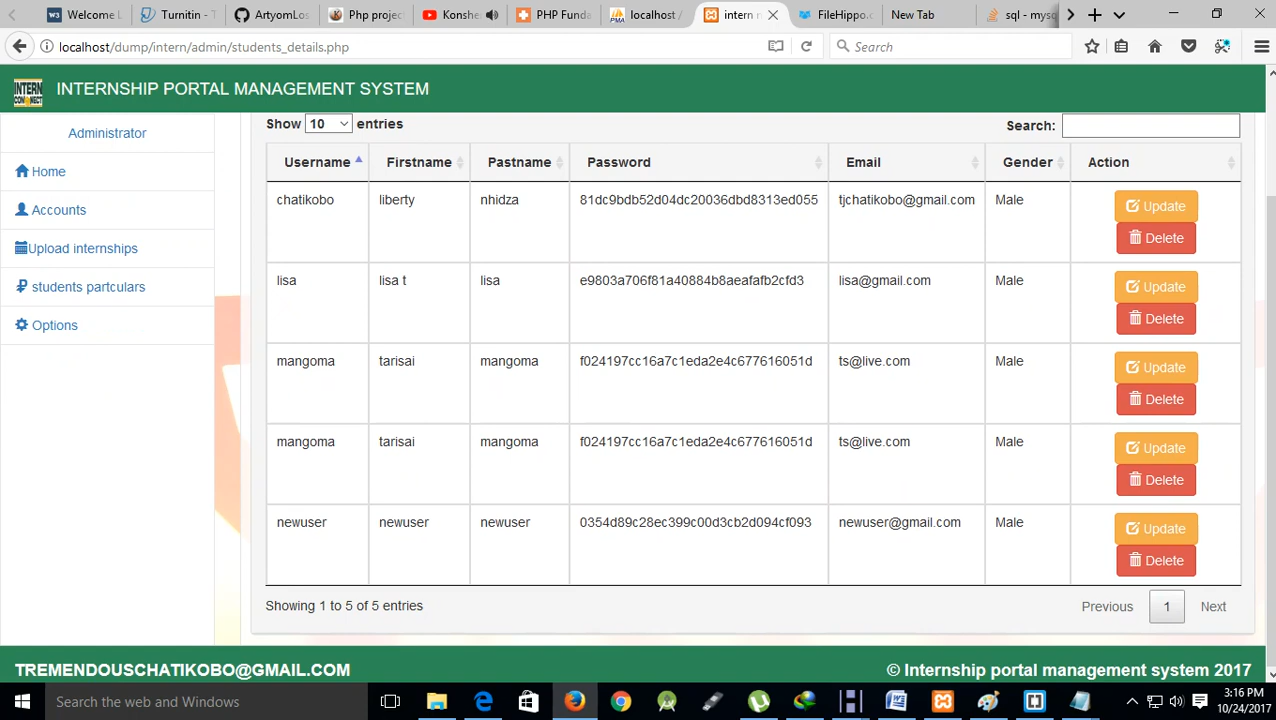 Welcome
Turnitin - T
ArtyomLos
Php projec
Konshe
PHP Funda
localhost /
intern
FileHippo.c
New Tab
sql - mysq
localhost/dump/intern/admin/students_details.php
Search
INTERN CONNECT
INTERNSHIP PORTAL MANAGEMENT SYSTEM
Administrator
Home
Accounts
Upload internships
students partculars
Options
Show 10 entries
Search:
Username Firstname Pastname Password Email Gender Action
chatikobo liberty nhidza 81dc9bdb52d04dc20036dbd8313ed055 tjchatikobo@gmail.com Male Update
Delete
lisa lisa t lisa e9803a706f81a40884b8aeafafb2cfd3 lisa@gmail.com Male Update
Delete
mangoma tarisai mangoma f024197cc16a7c1eda2e4c677616051d ts@live.com Male Update
Delete
mangoma tarisai mangoma f024197cc16a7c1eda2e4c677616051d ts@live.com Male Update
Delete
newuser newuser newuser 0354d89c28ec399c00d3cb2d094cf093 newuser@gmail.com Male Update
Delete
Showing 1 to 5 of 5 entries
Previous 1 Next
TREMENDOUSCHATIKOBO@GMAIL.COM
© Internship portal management system 2017
Search the web and Windows
3:16 PM
10/24/2017